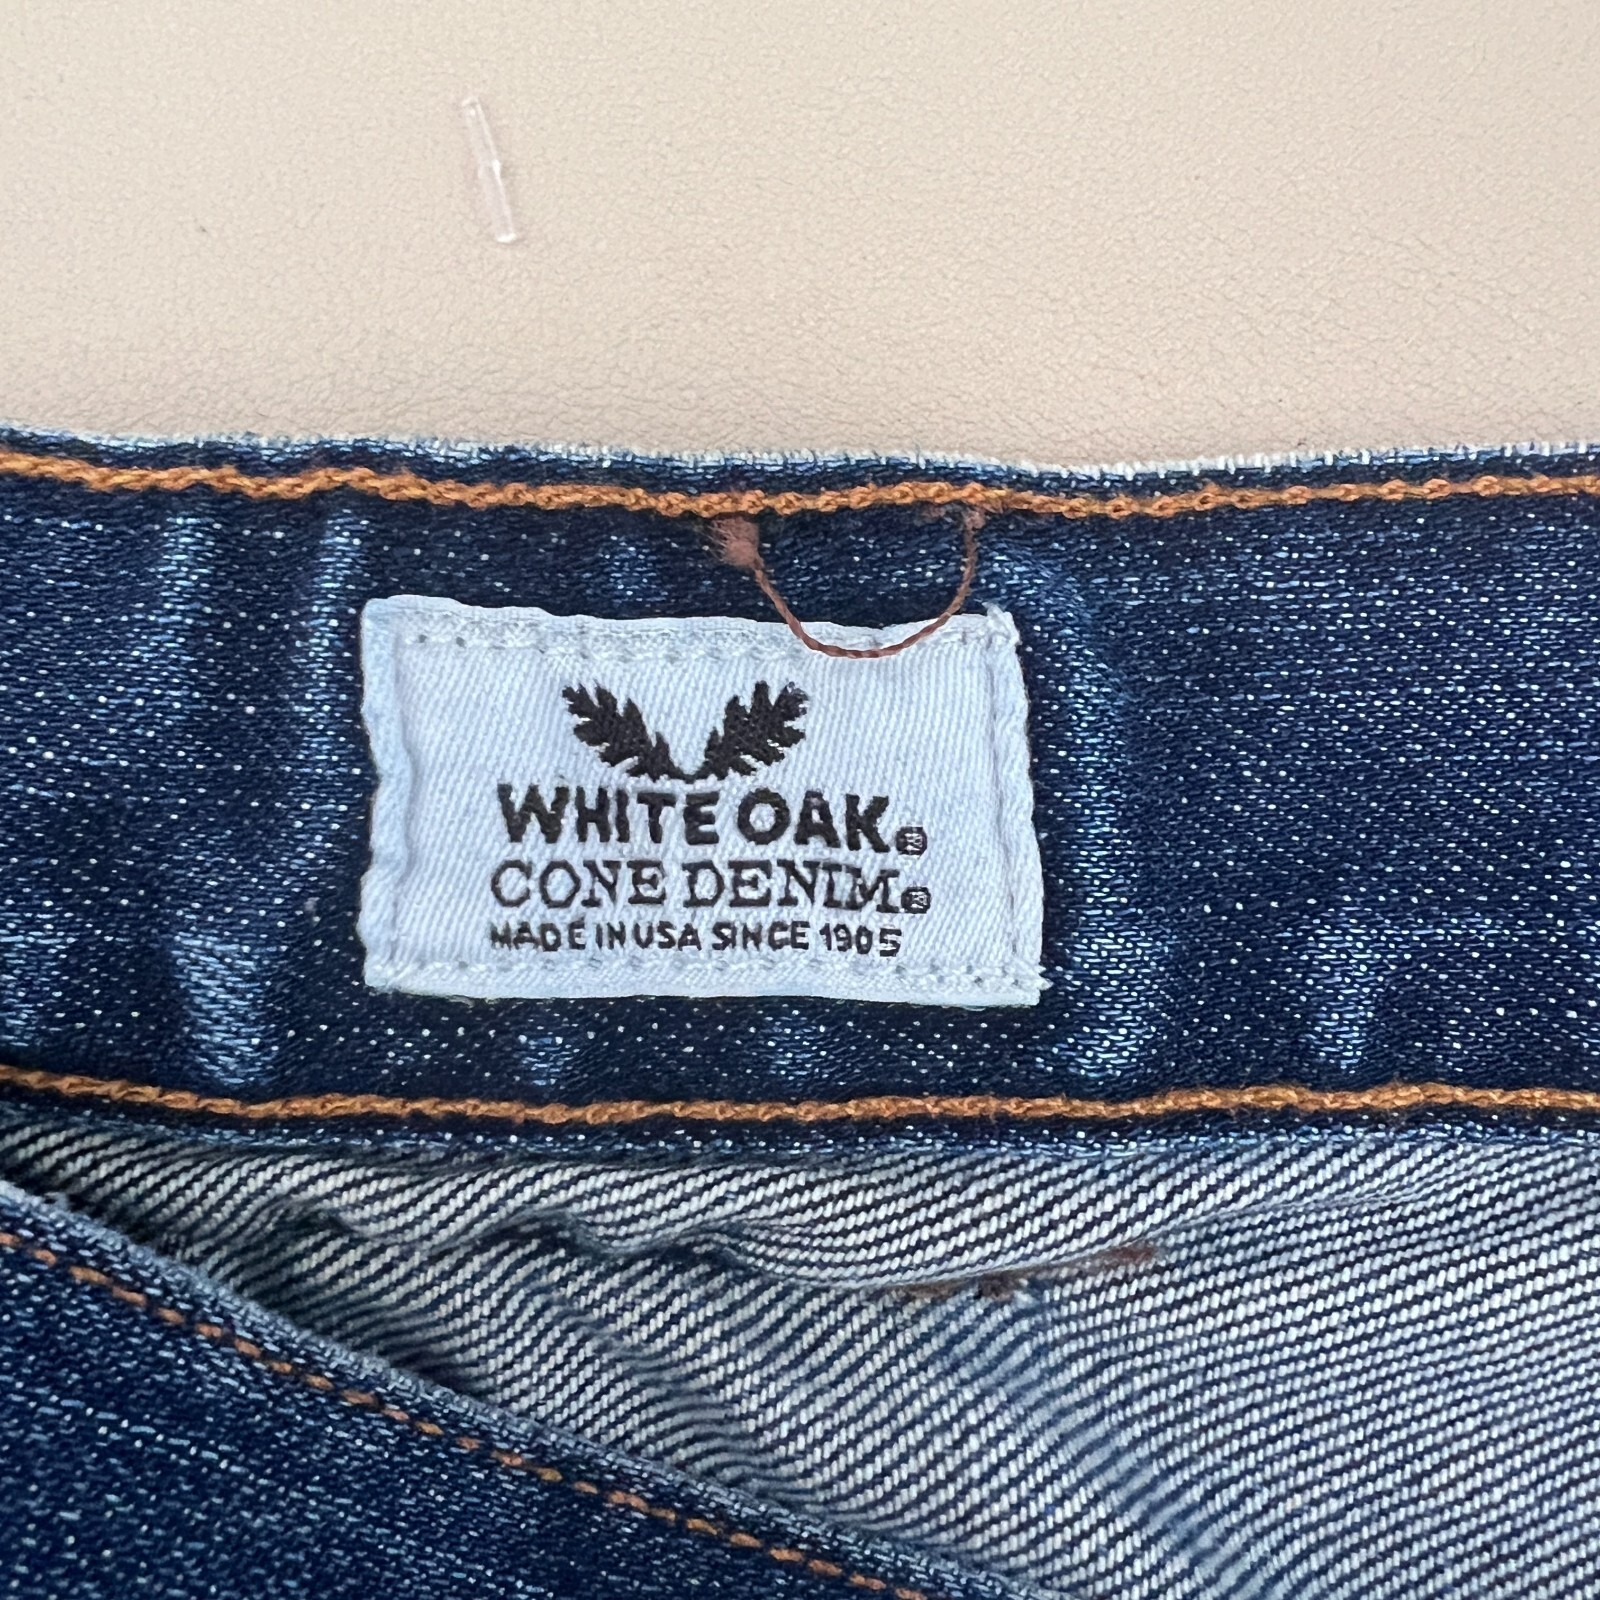 WHITE OAK®
CONE DENIM®
MADE IN USA SINCE 1905